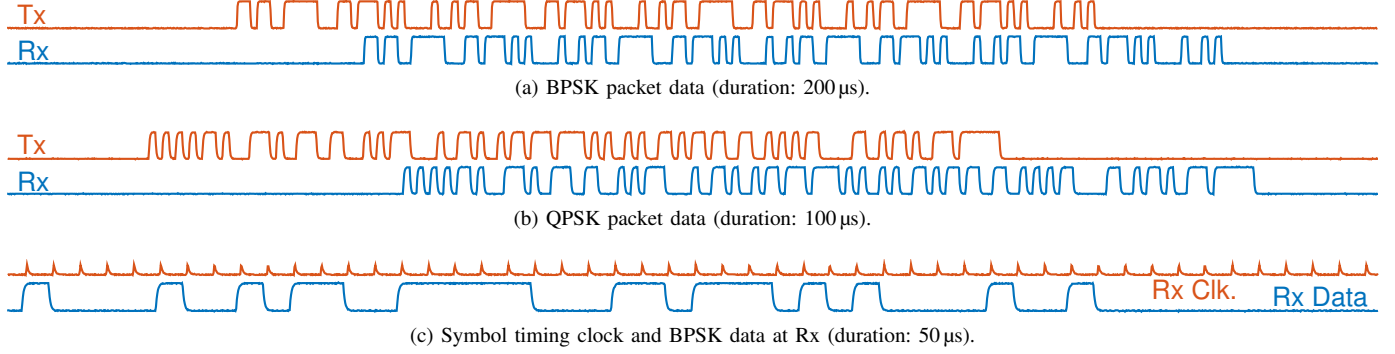 Tx
Rx
(a) BPSK packet data (duration: 200 µs).
Tx
Rx
(b) QPSK packet data (duration: 100 µs).
Rx Clk.
Rx Data
(c) Symbol timing clock and BPSK data at Rx (duration: 50 µs).